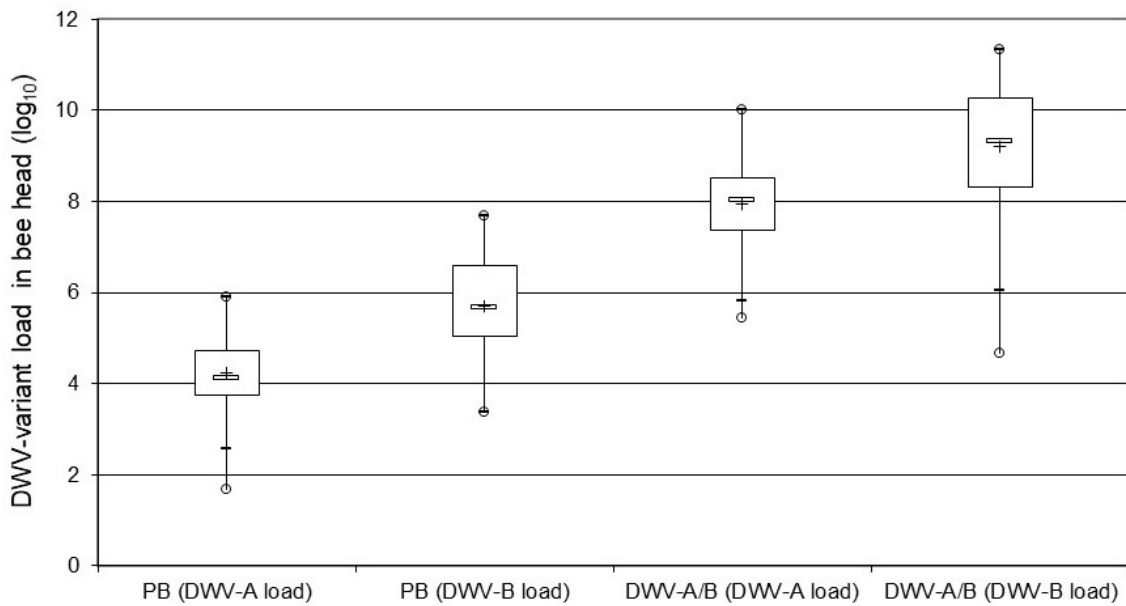 DWV-variant load in bee head (log₁₀)
12
10
8
6
4
2
0
PB (DWV-A load)
PB (DWV-B load)
DWV-A/B (DWV-A load)
DWV-A/B (DWV-B load)